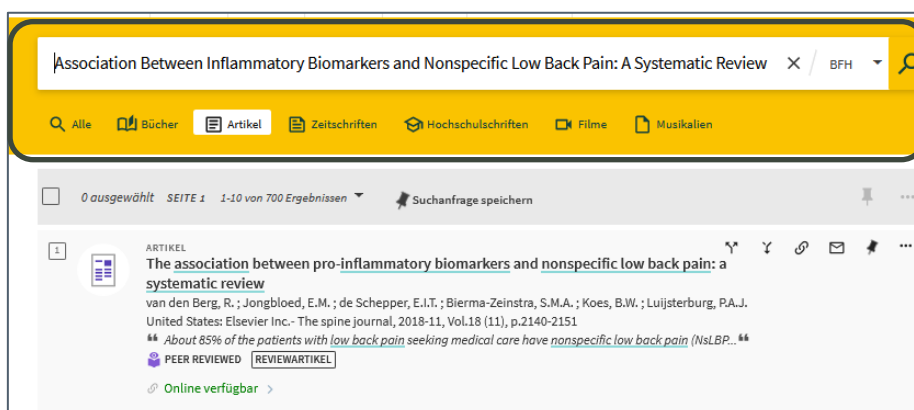 Association Between Inflammatory Biomarkers and Nonspecific Low Back Pain: A Systematic Review
BFH
Alle Bücher Artikel Zeitschriften Hochschulschriften Filme Musikalien
0 ausgewählt SEITE 1 1-10 von 700 Ergebnissen Suchanfrage speichern
1
ARTIKEL
The association between pro-inflammatory biomarkers and nonspecific low back pain: a
systematic review
van den Berg, R. ; Jongbloed, E.M. ; de Schepper, E.I.T. ; Bierma-Zeinstra, S.M.A. ; Koes, B.W. ; Luijsterburg, P.A.J.
United States: Elsevier Inc.- The spine journal, 2018-11, Vol.18 (11), p.2140-2151
❝ About 85% of the patients with low back pain seeking medical care have nonspecific low back pain (NsLBP... ❝
PEER REVIEWED REVIEWARTIKEL
Online verfügbar